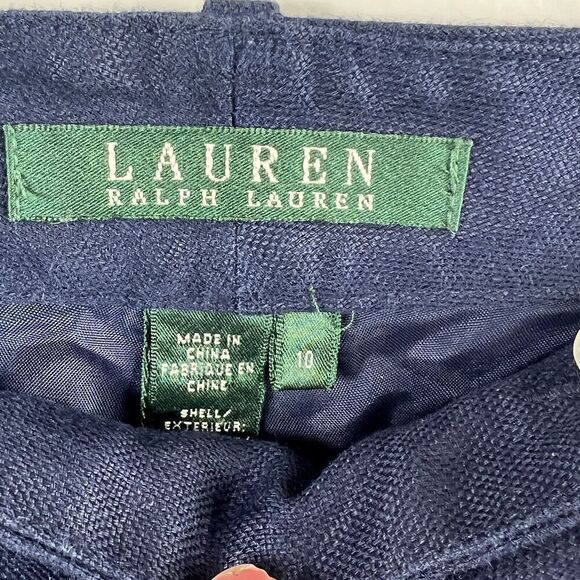 LAUREN
RALPH LAUREN
MADE IN
CHINA
FABRIQUE EN
CHINE
10
SHELL/
EXTERIEUR: